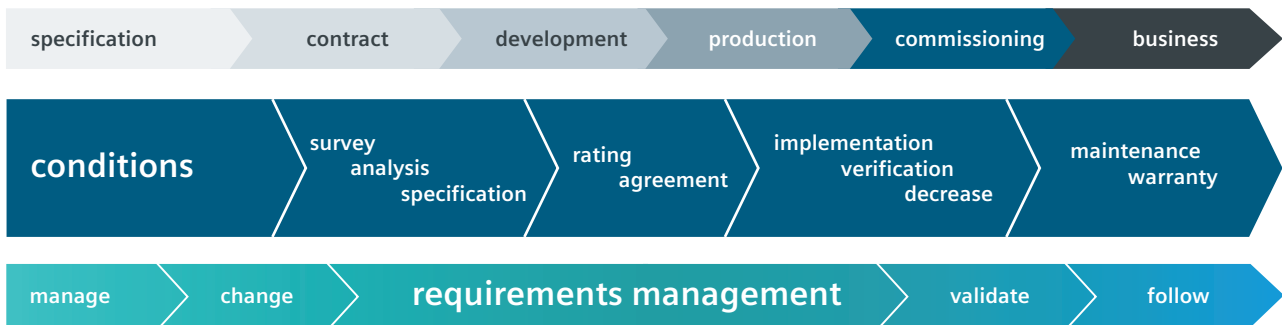 specification
contract
development
production
commissioning
business
conditions
survey
analysis
specification
rating
agreement
implementation
verification
decrease
maintenance
warranty
manage
change
requirements management
validate
follow